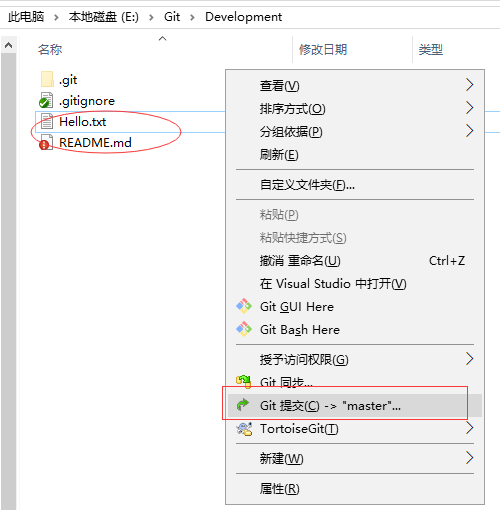 此电脑 > 本地磁盘 (E:) > Git > Development
名称 修改日期 类型
.git
.gitignore
Hello.txt
README.md
查看(V)
排序方式(O)
分组依据(P)
刷新(E)
自定义文件夹(F)...
粘贴(P)
粘贴快捷方式(S)
撤消 重命名(U) Ctrl+Z
在 Visual Studio 中打开(V)
Git GUI Here
Git Bash Here
授予访问权限(G)
Git 同步...
Git 提交(C) -> "master"...
TortoiseGit(T)
新建(W)
属性(R)